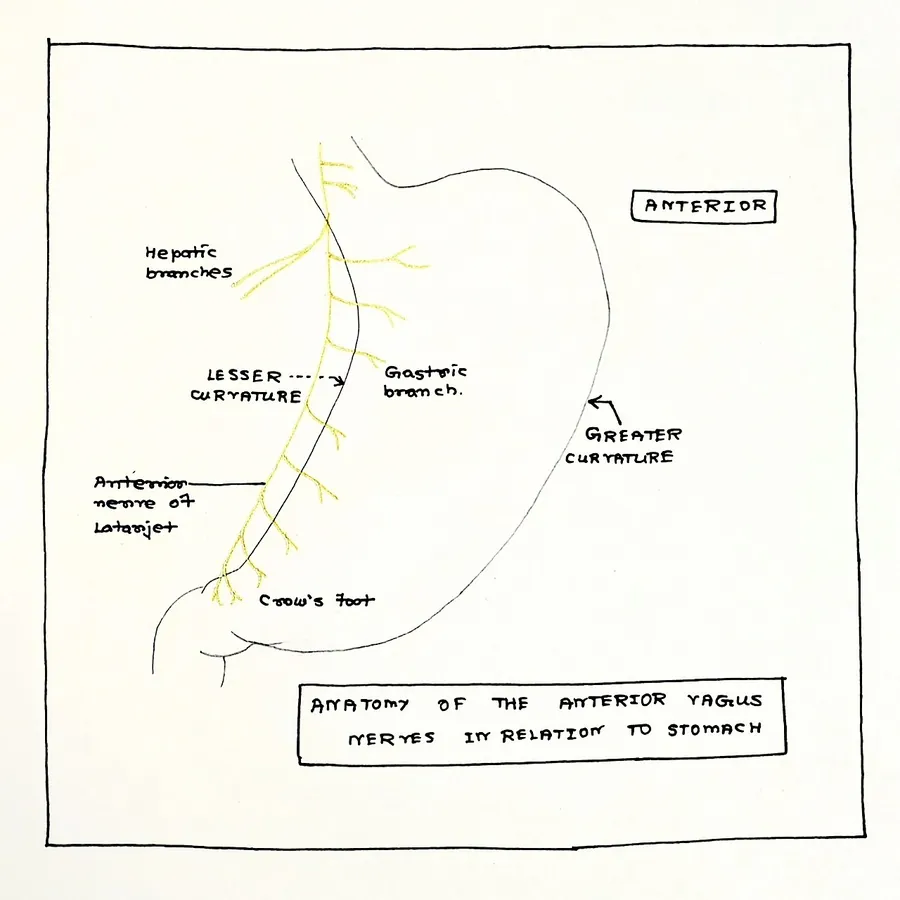 ANTERIOR
Hepatic
branches
LESSER
CURVATURE
Gastric
branch.
GREATER
CURVATURE
Anterior
nerve of
Latarjet
Crow's foot
ANATOMY OF THE ANTERIOR VAGUS
NERVES IN RELATION TO STOMACH